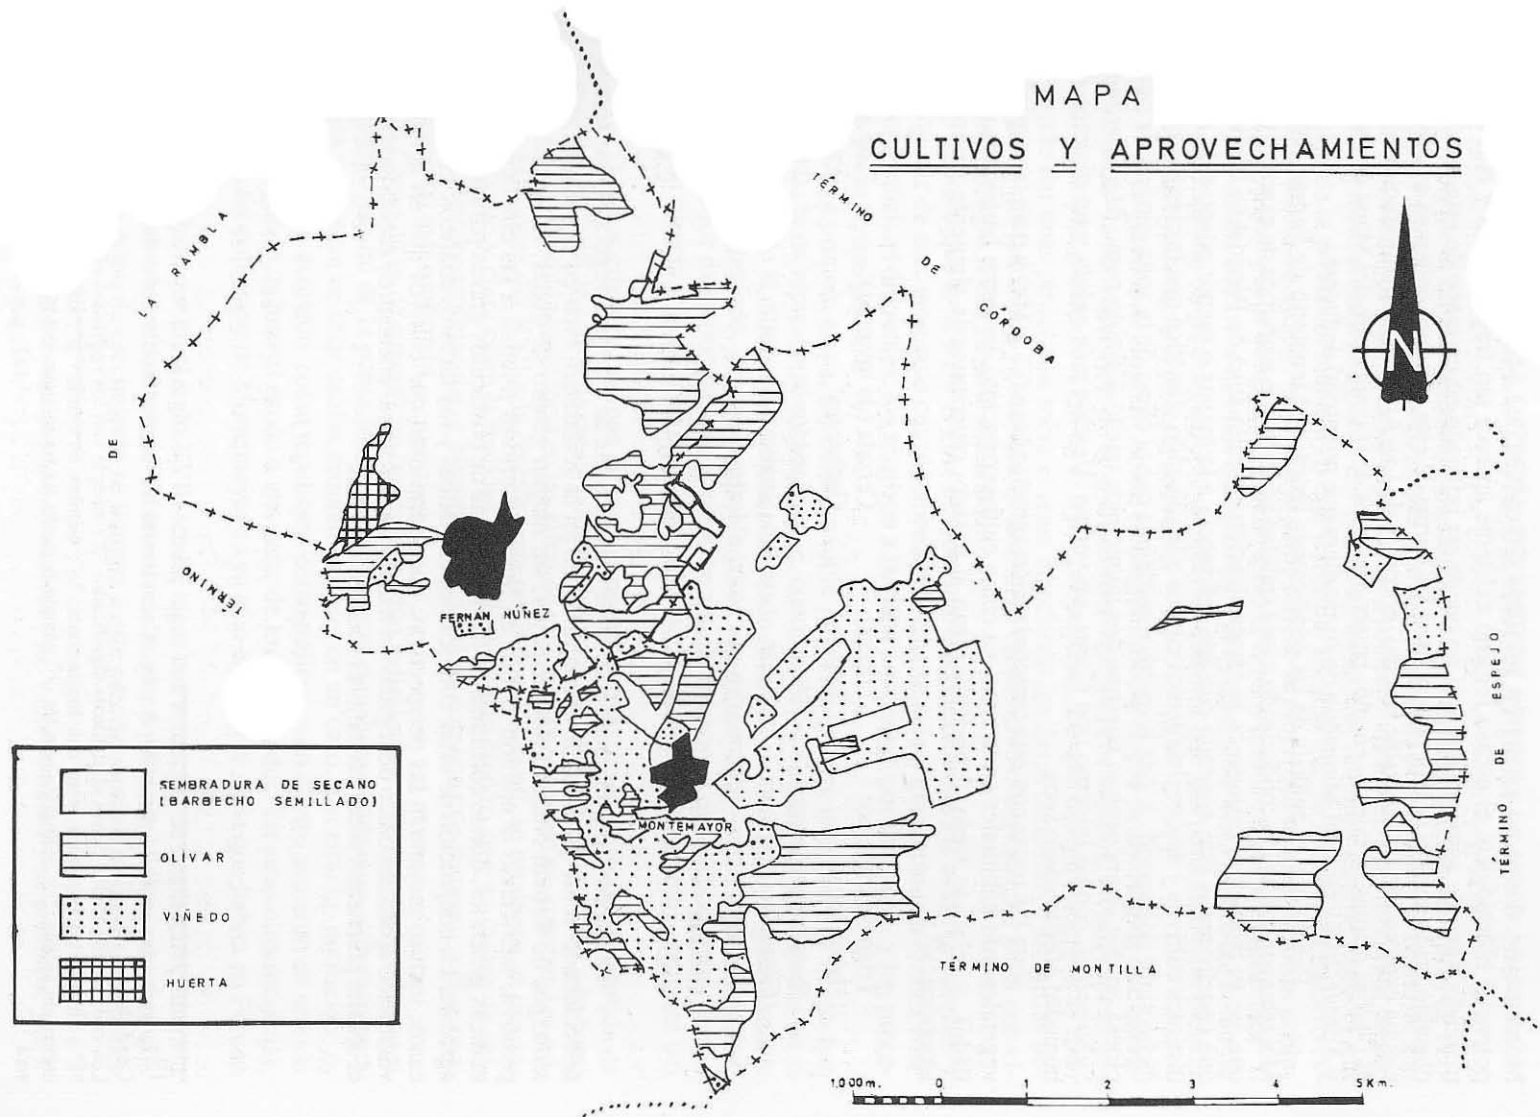 MAPA
CULTIVOS Y APROVECHAMIENTOS
TÉRMINO
DE
CÓRDOBA
TÉRMINO
DE
LA
RAMBLA
N
FERNÁN NÚÑEZ
MONTEMAYOR
TÉRMINO DE ESPEJO
TÉRMINO DE MONTILLA
SEMBRADURA DE SECANO
(BARBECHO SEMILLADO)
OLIVAR
VIÑEDO
HUERTA
1.000m. 0 1 2 3 4 5 Km.